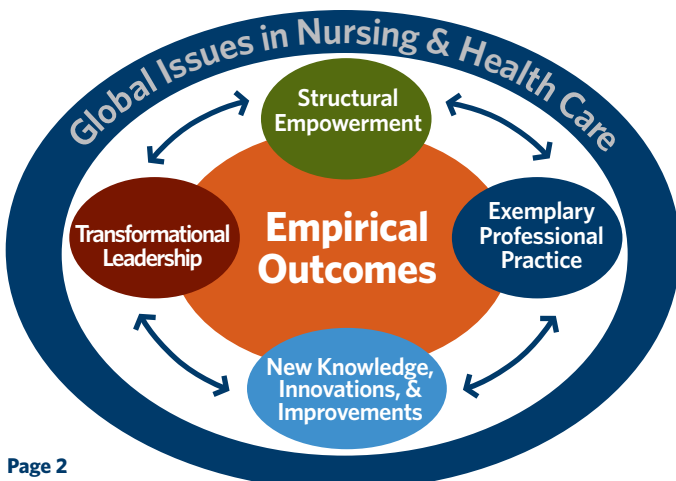 Global Issues in Nursing & Health Care
Structural
Empowerment
Transformational
Leadership
Empirical
Outcomes
Exemplary
Professional
Practice
New Knowledge,
Innovations, &
Improvements
Page 2